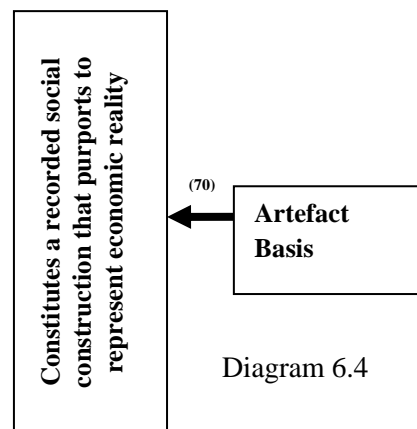 Constitutes a recorded social
construction that purports to
represent economic reality
(70)
Artefact
Basis
Diagram 6.4